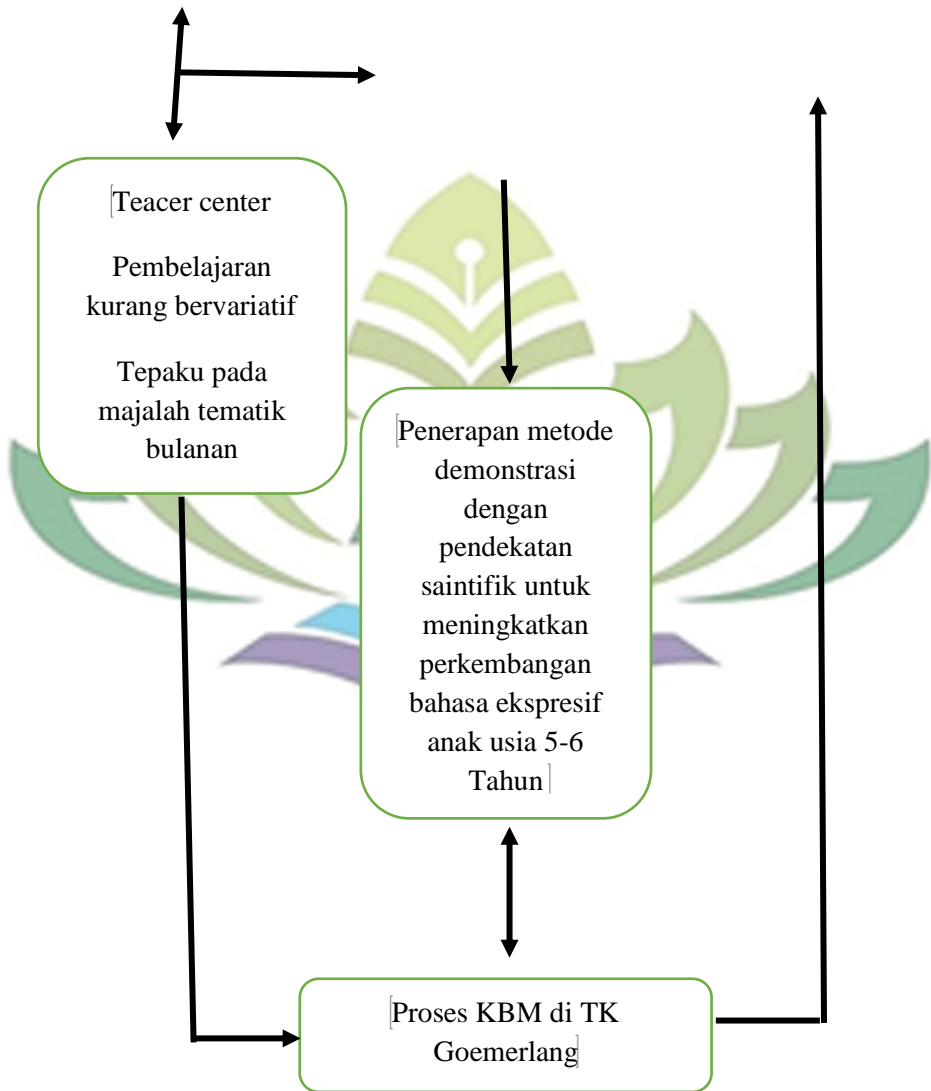 Teacer center
Pembelajaran
kurang bervariatif
Tepaku pada
majalah tematik
bulanan
Penerapan metode
demonstrasi
dengan
pendekatan
saintifik untuk
meningkatkan
perkembangan
bahasa ekspresif
anak usia 5-6
Tahun
Proses KBM di TK
Goemerlang